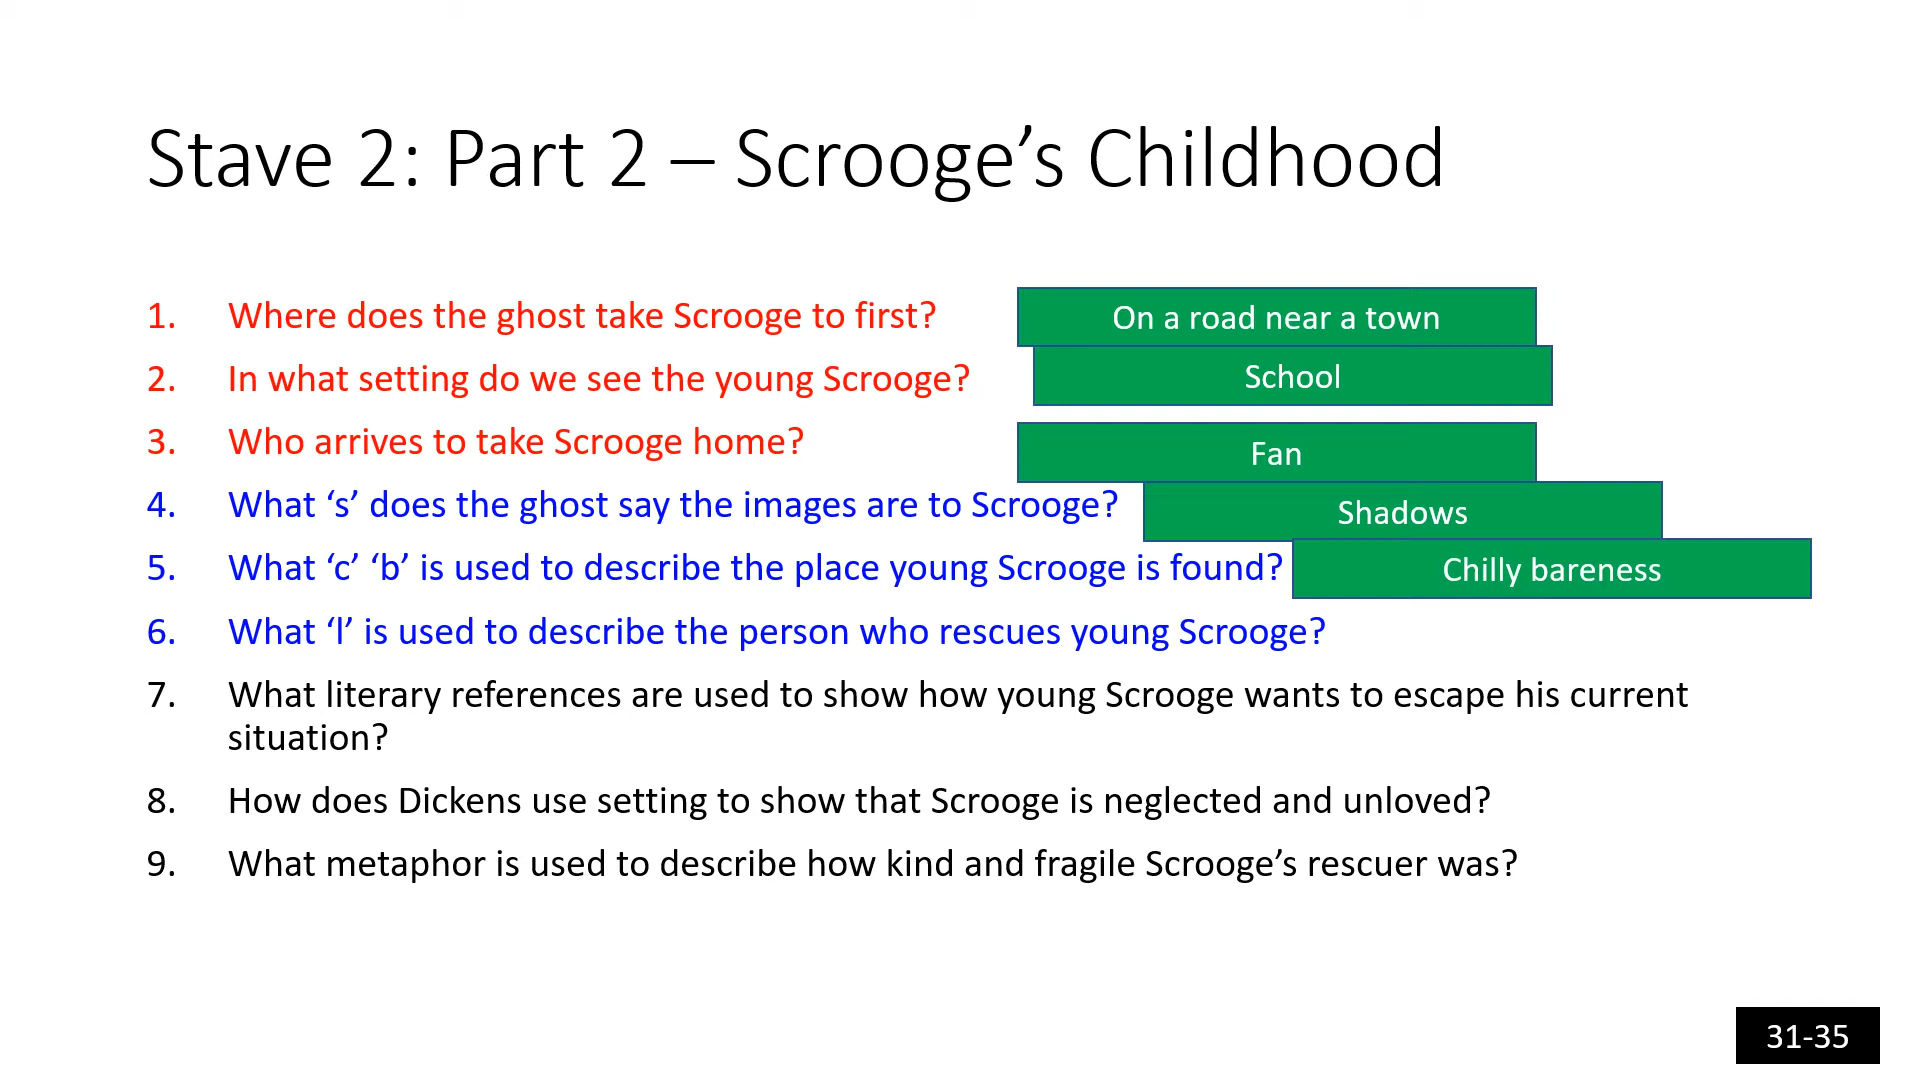 Stave 2: Part 2 – Scrooge’s Childhood
1. Where does the ghost take Scrooge to first?
On a road near a town
2. In what setting do we see the young Scrooge?
School
3. Who arrives to take Scrooge home?
Fan
4. What ‘s’ does the ghost say the images are to Scrooge?
Shadows
5. What ‘c’ ‘b’ is used to describe the place young Scrooge is found?
Chilly bareness
6. What ‘l’ is used to describe the person who rescues young Scrooge?
7. What literary references are used to show how young Scrooge wants to escape his current
situation?
8. How does Dickens use setting to show that Scrooge is neglected and unloved?
9. What metaphor is used to describe how kind and fragile Scrooge’s rescuer was?
31-35